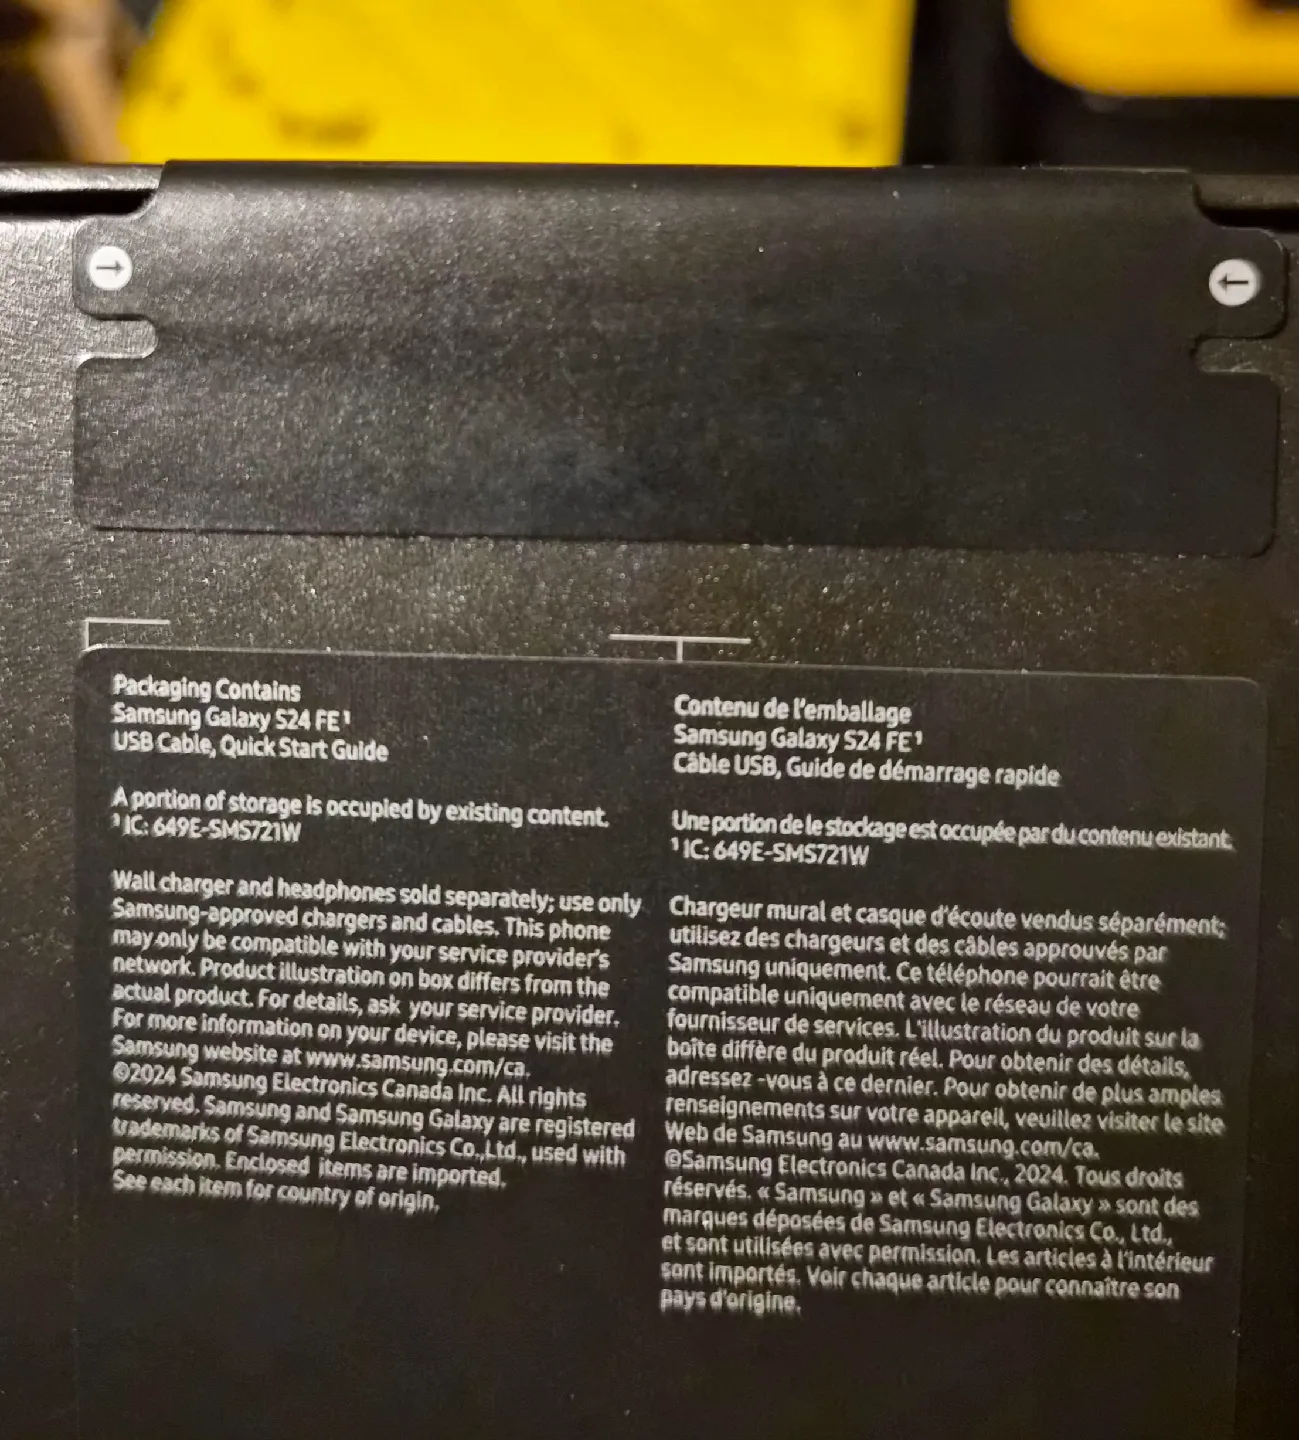 Packaging Contains
Samsung Galaxy S24 FE¹
USB Cable, Quick Start Guide
A portion of storage is occupied by existing content.
¹ IC: 649E-SMS721W
Wall charger and headphones sold separately; use only
Samsung-approved chargers and cables. This phone
may only be compatible with your service provider's
network. Product illustration on box differs from the
actual product. For details, ask your service provider.
For more information on your device, please visit the
Samsung website at www.samsung.com/ca.
©2024 Samsung Electronics Canada Inc. All rights
reserved. Samsung and Samsung Galaxy are registered
trademarks of Samsung Electronics Co.,Ltd., used with
permission. Enclosed items are imported.
See each item for country of origin.
Contenu de l'emballage
Samsung Galaxy S24 FE¹
Câble USB, Guide de démarrage rapide
Une portion de le stockage est occupée par du contenu existant.
¹ IC: 649E-SMS721W
Chargeur mural et casque d'écoute vendus séparément;
utilisez des chargeurs et des câbles approuvés par
Samsung uniquement. Ce téléphone pourrait être
compatible uniquement avec le réseau de votre
fournisseur de services. L'illustration du produit sur la
boîte diffère du produit réel. Pour obtenir des détails,
adressez -vous à ce dernier. Pour obtenir de plus amples
renseignements sur votre appareil, veuillez visiter le site
Web de Samsung au www.samsung.com/ca.
©Samsung Electronics Canada Inc., 2024. Tous droits
réservés. « Samsung » et « Samsung Galaxy » sont des
marques déposées de Samsung Electronics Co., Ltd.,
et sont utilisées avec permission. Les articles à l'intérieur
sont importés. Voir chaque article pour connaître son
pays d'origine.